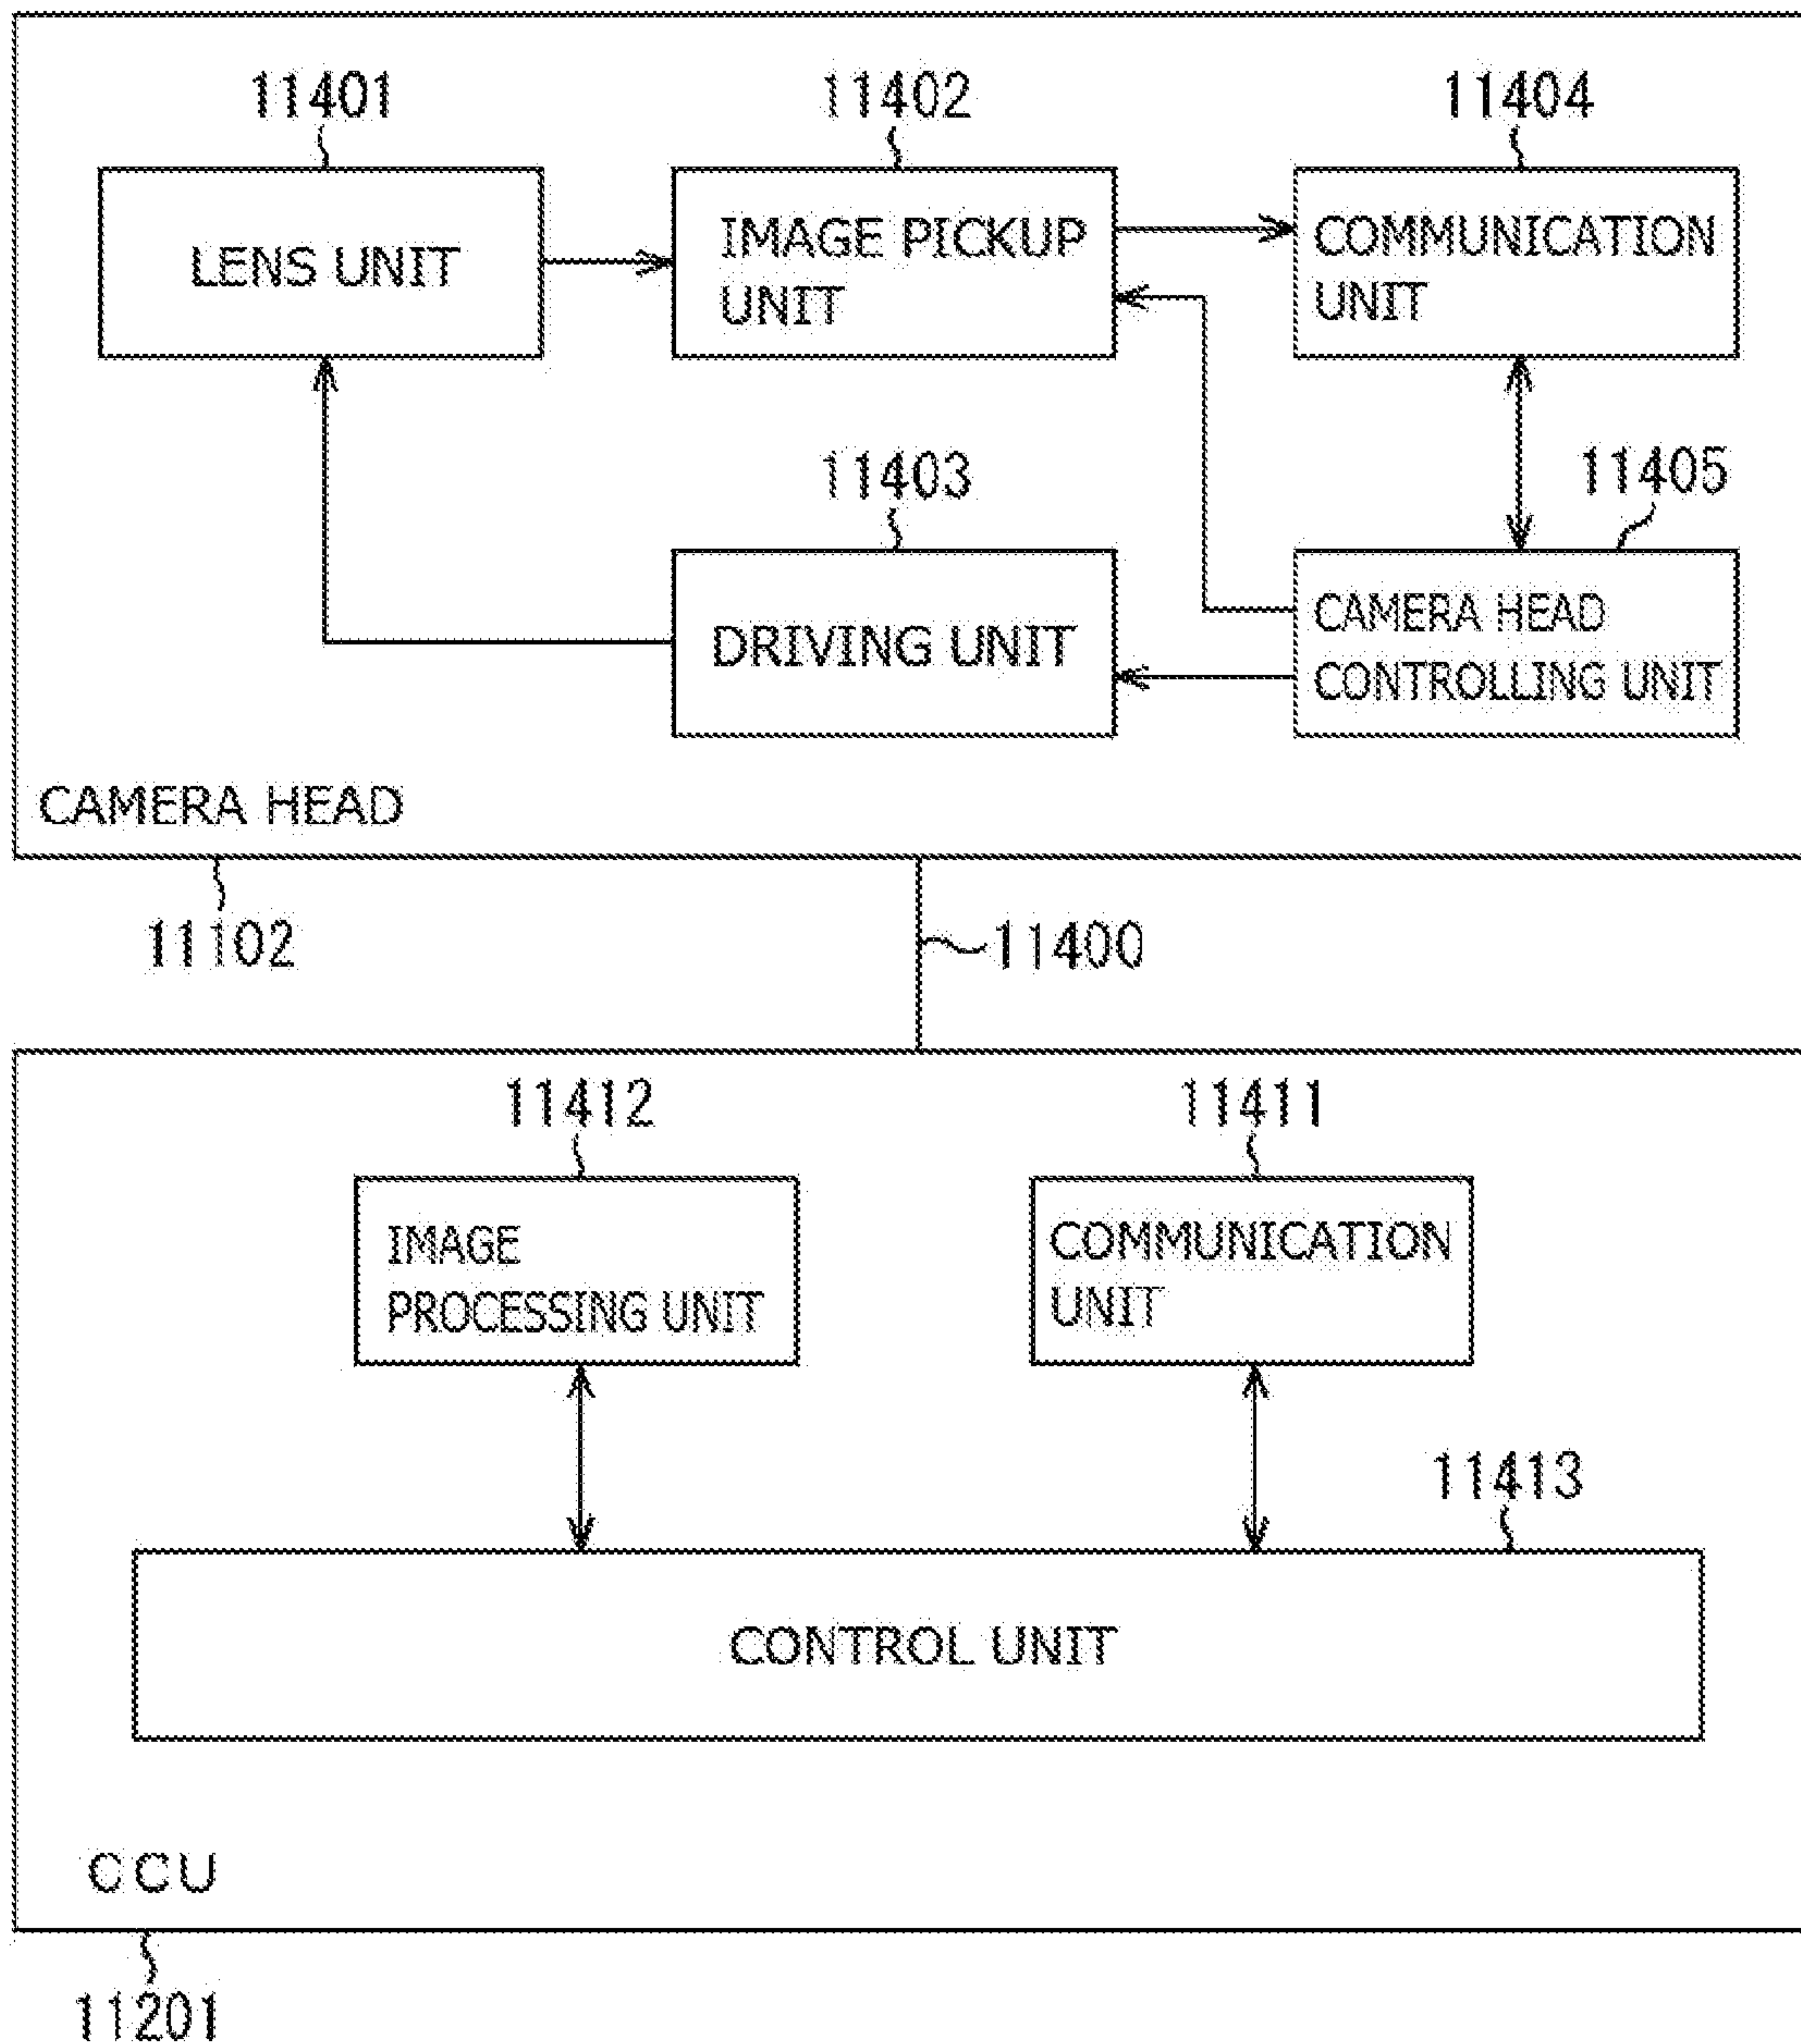 11401
11402
11404
LENS UNIT
IMAGE PICKUP
UNIT
COMMUNICATION
UNIT
11403
11405
DRIVING UNIT
CAMERA HEAD
CONTROLLING UNIT
CAMERA HEAD
11102
11400
11412
11411
IMAGE
PROCESSING UNIT
COMMUNICATION
UNIT
11413
CONTROL UNIT
CCU
11201